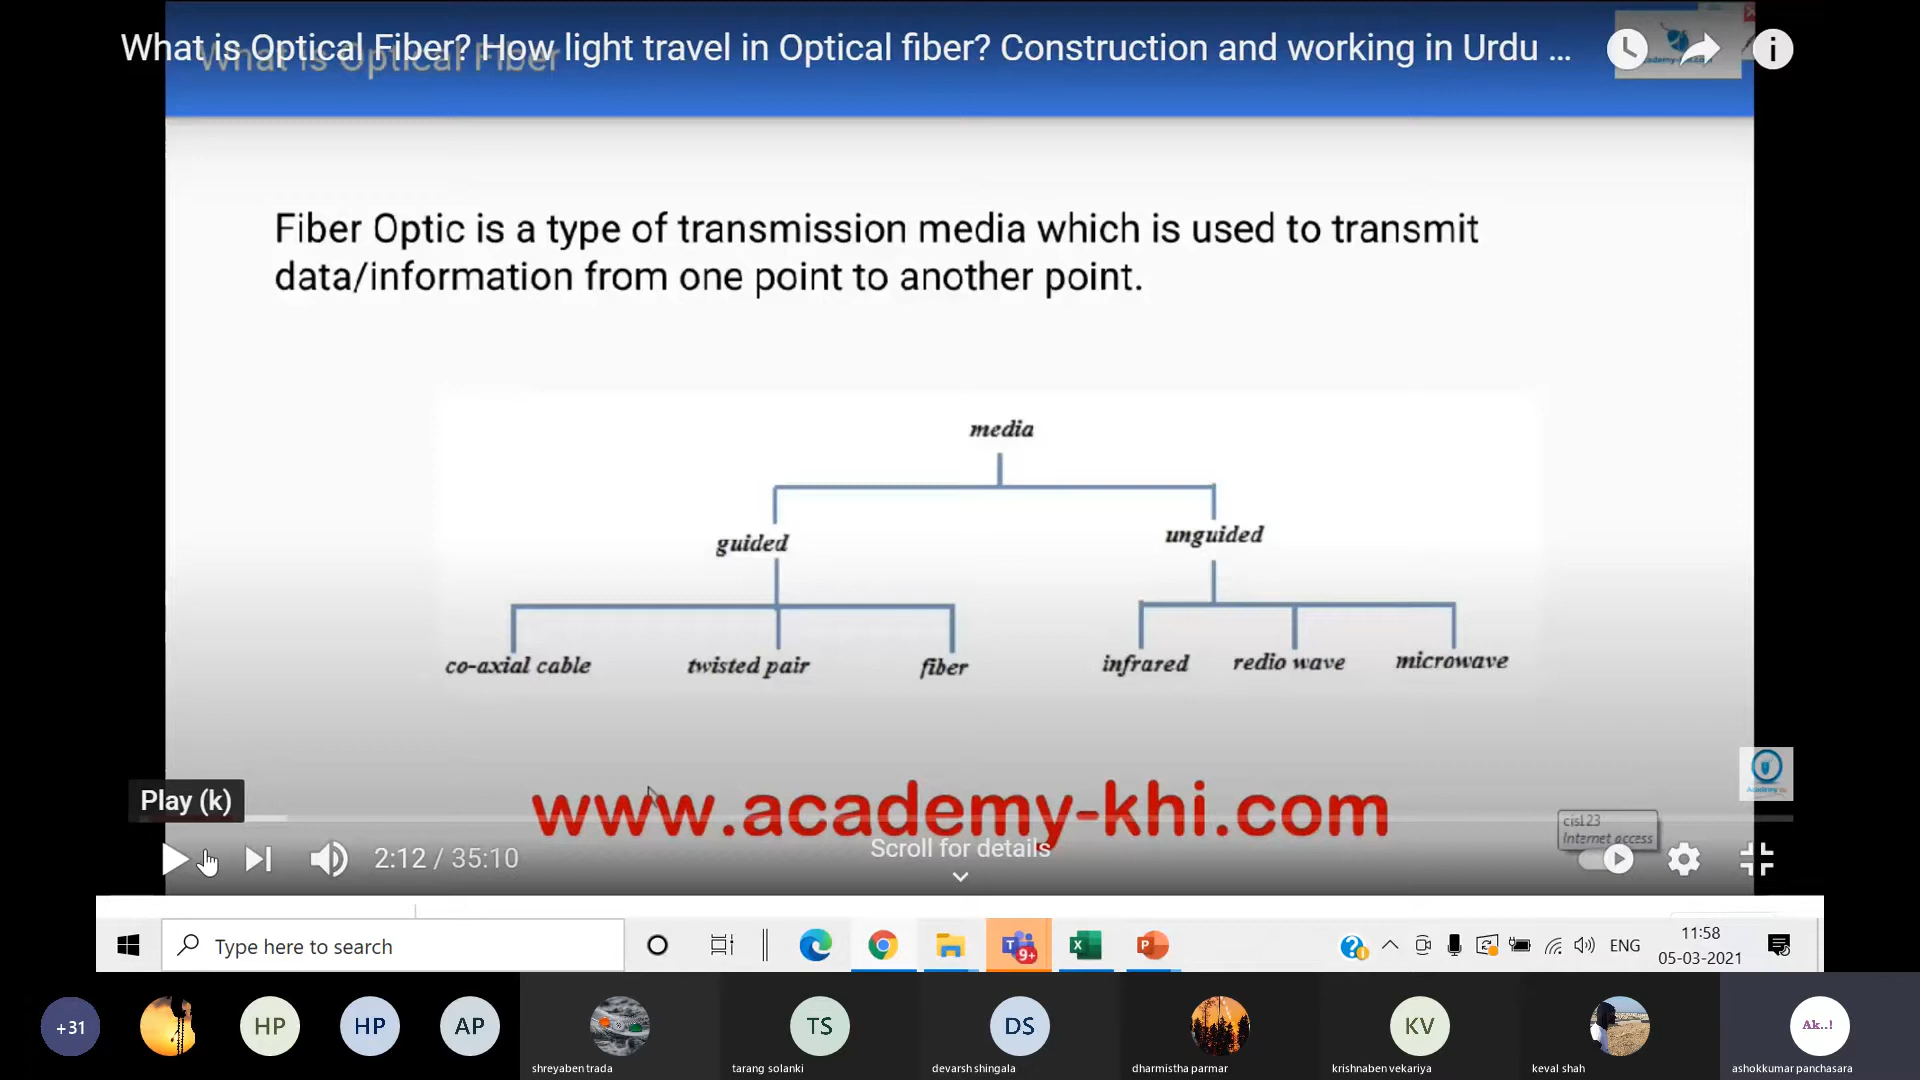 What is Optical Fiber? How light travel in Optical fiber? Construction and working in Urdu ...
What is Optical Fiber
Fiber Optic is a type of transmission media which is used to transmit
data/information from one point to another point.
media
guided
unguided
co-axial cable
twisted pair
fiber
infrared
redio wave
microwave
www.academy-khi.com
Play (k)
2:12 / 35:10
Scroll for details
cis123
Internet access
Type here to search
9+
ENG
11:58
05-03-2021
+31
HP
HP
AP
TS
DS
KV
Ak..!
shreyaben trada
tarang solanki
devarsh shingala
dharmistha parmar
krishnaben vekariya
keval shah
ashokkumar panchasara